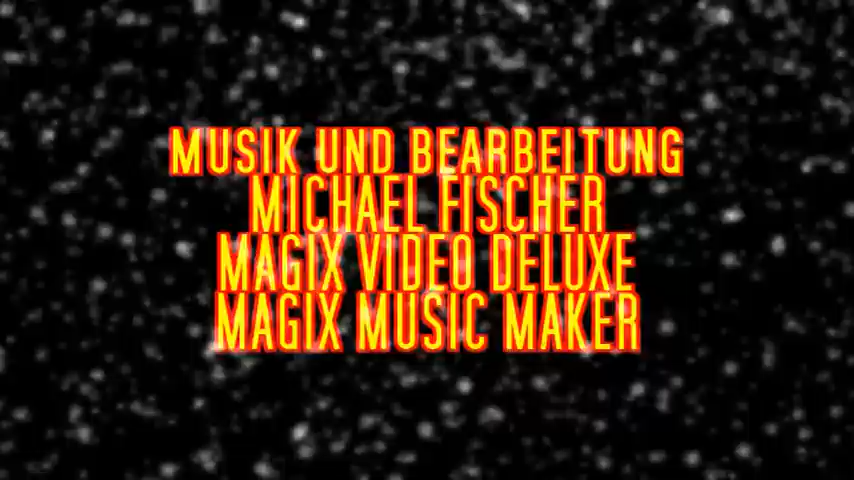 MUSIK UND BEARBEITUNG
MICHAEL FISCHER
MAGIX VIDEO DELUXE
MAGIX MUSIC MAKER